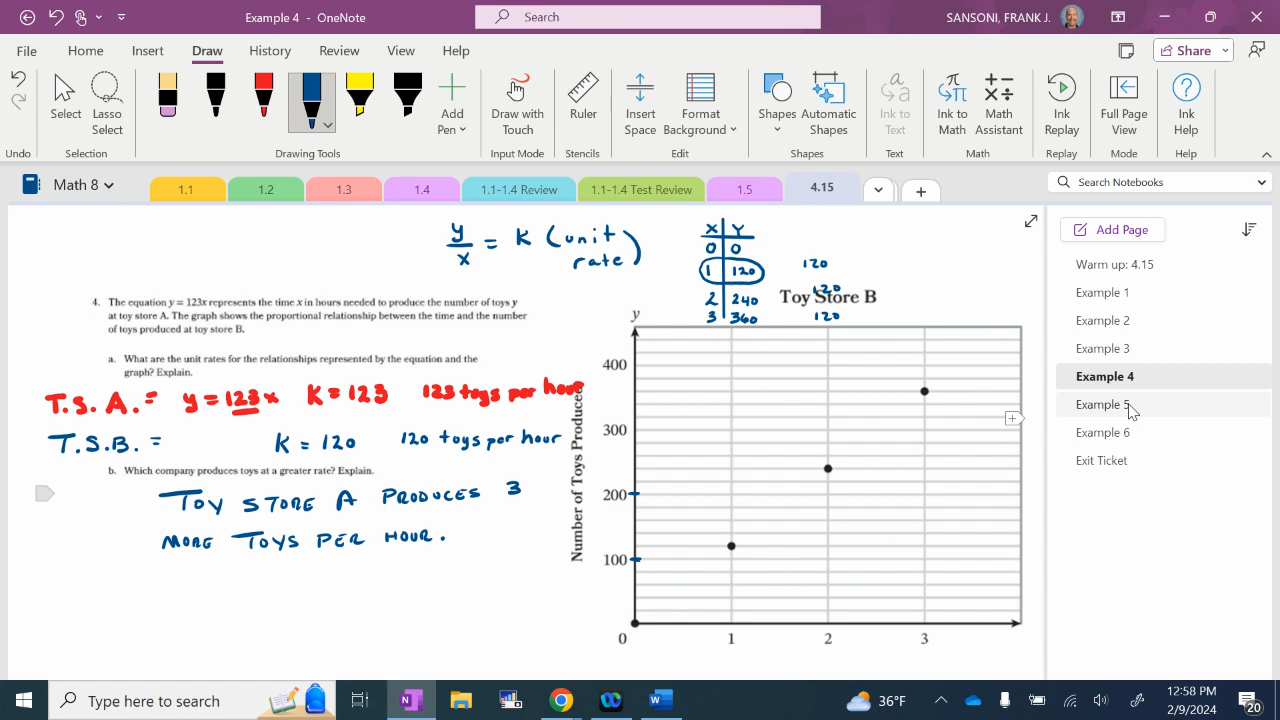 Example 4 - OneNote
Search
SANSONI, FRANK J.
File
Home
Insert
Draw
History
Review
View
Help
Share
Undo
Select
Lasso Select
Add Pen
Draw with Touch
Ruler
Insert Space
Format Background
Shapes
Automatic Shapes
Ink to Text
Ink to Math
Math Assistant
Ink Replay
Full Page View
Ink Help
Undo
Selection
Drawing Tools
Input Mode
Stencils
Edit
Shapes
Text
Math
Replay
Mode
Help
Math 8
1.1
1.2
1.3
1.4
1.1-1.4 Review
1.1-1.4 Test Review
1.5
4.15
Search Notebooks
Add Page
Warm up: 4.15
Example 1
Example 2
Example 3
Example 4
Example 5
Example 6
Exit Ticket
y/x = K (unit rate)
X Y
0 0
1 120
2 240
3 360
120
120
120
4. The equation y = 123x represents the time x in hours needed to produce the number of toys y
at toy store A. The graph shows the proportional relationship between the time and the number
of toys produced at toy store B.
a. What are the unit rates for the relationships represented by the equation and the
graph? Explain.
T.S.A. = y = 123x K = 123 123 toys per hour
T.S.B. = K = 120 120 toys per hour
b. Which company produces toys at a greater rate? Explain.
TOY STORE A PRODUCES 3
MORE TOYS PER HOUR.
Toy Store B
y
Number of Toys Produced
400
300
200
100
0
1
2
3
Type here to search
36°F
12:58 PM
2/9/2024
20